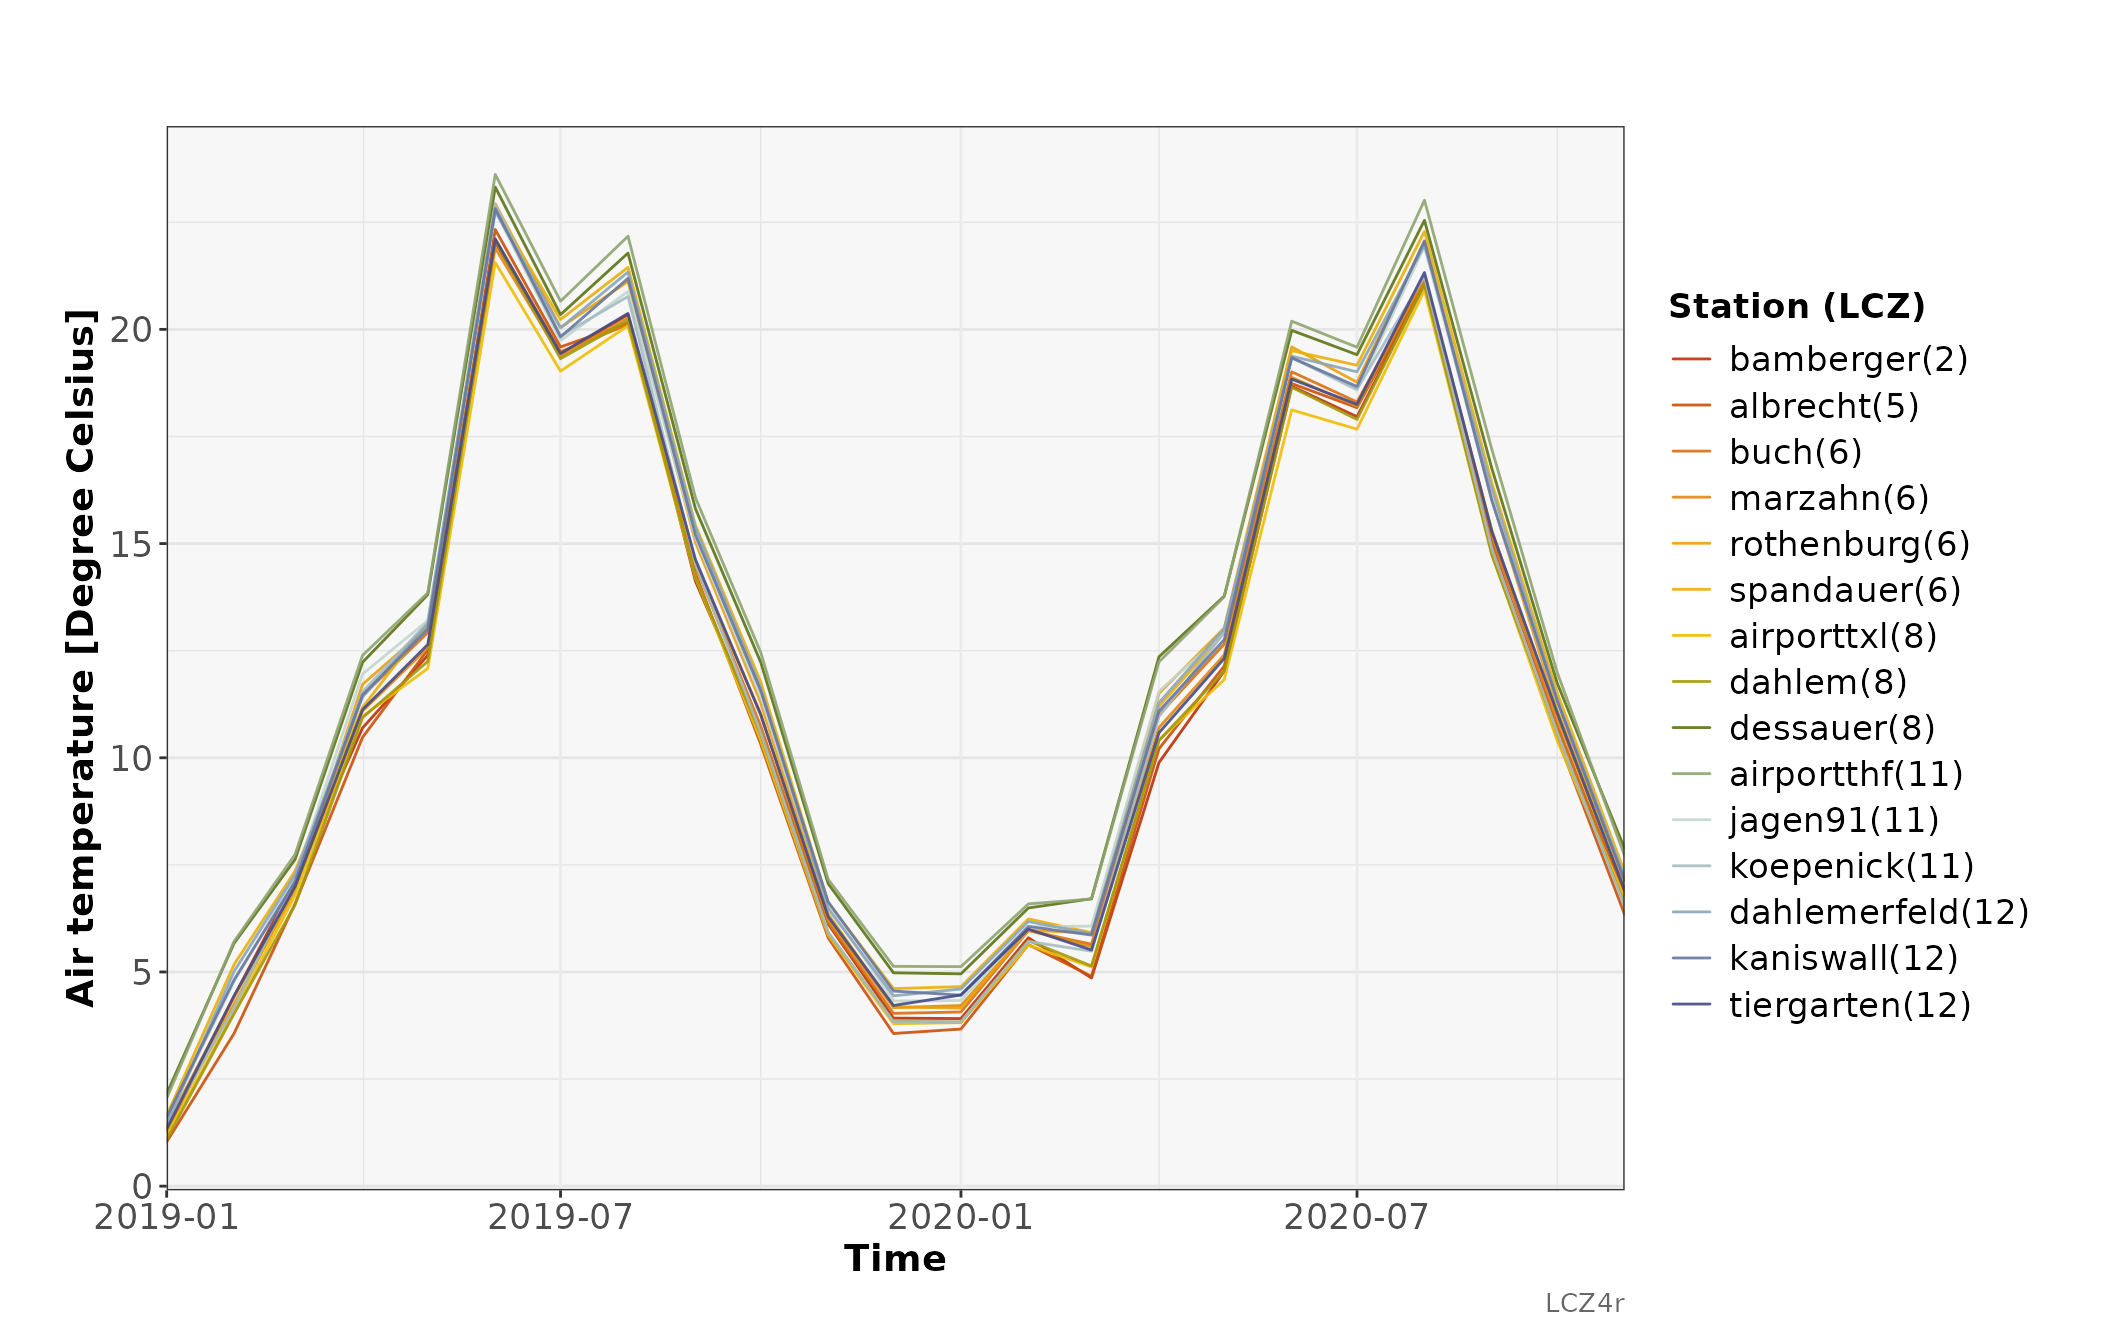 Air temperature [Degree Celsius]
20
15
10
5
0
2019-01
2019-07
2020-01
2020-07
Time
Station (LCZ)
bamberger(2)
albrecht(5)
buch(6)
marzahn(6)
rothenburg(6)
spandauer(6)
airporttxl(8)
dahlem(8)
dessauer(8)
airportthf(11)
jagen91(11)
koepenick(11)
dahlemerfeld(12)
kaniswall(12)
tiergarten(12)
LCZ4r